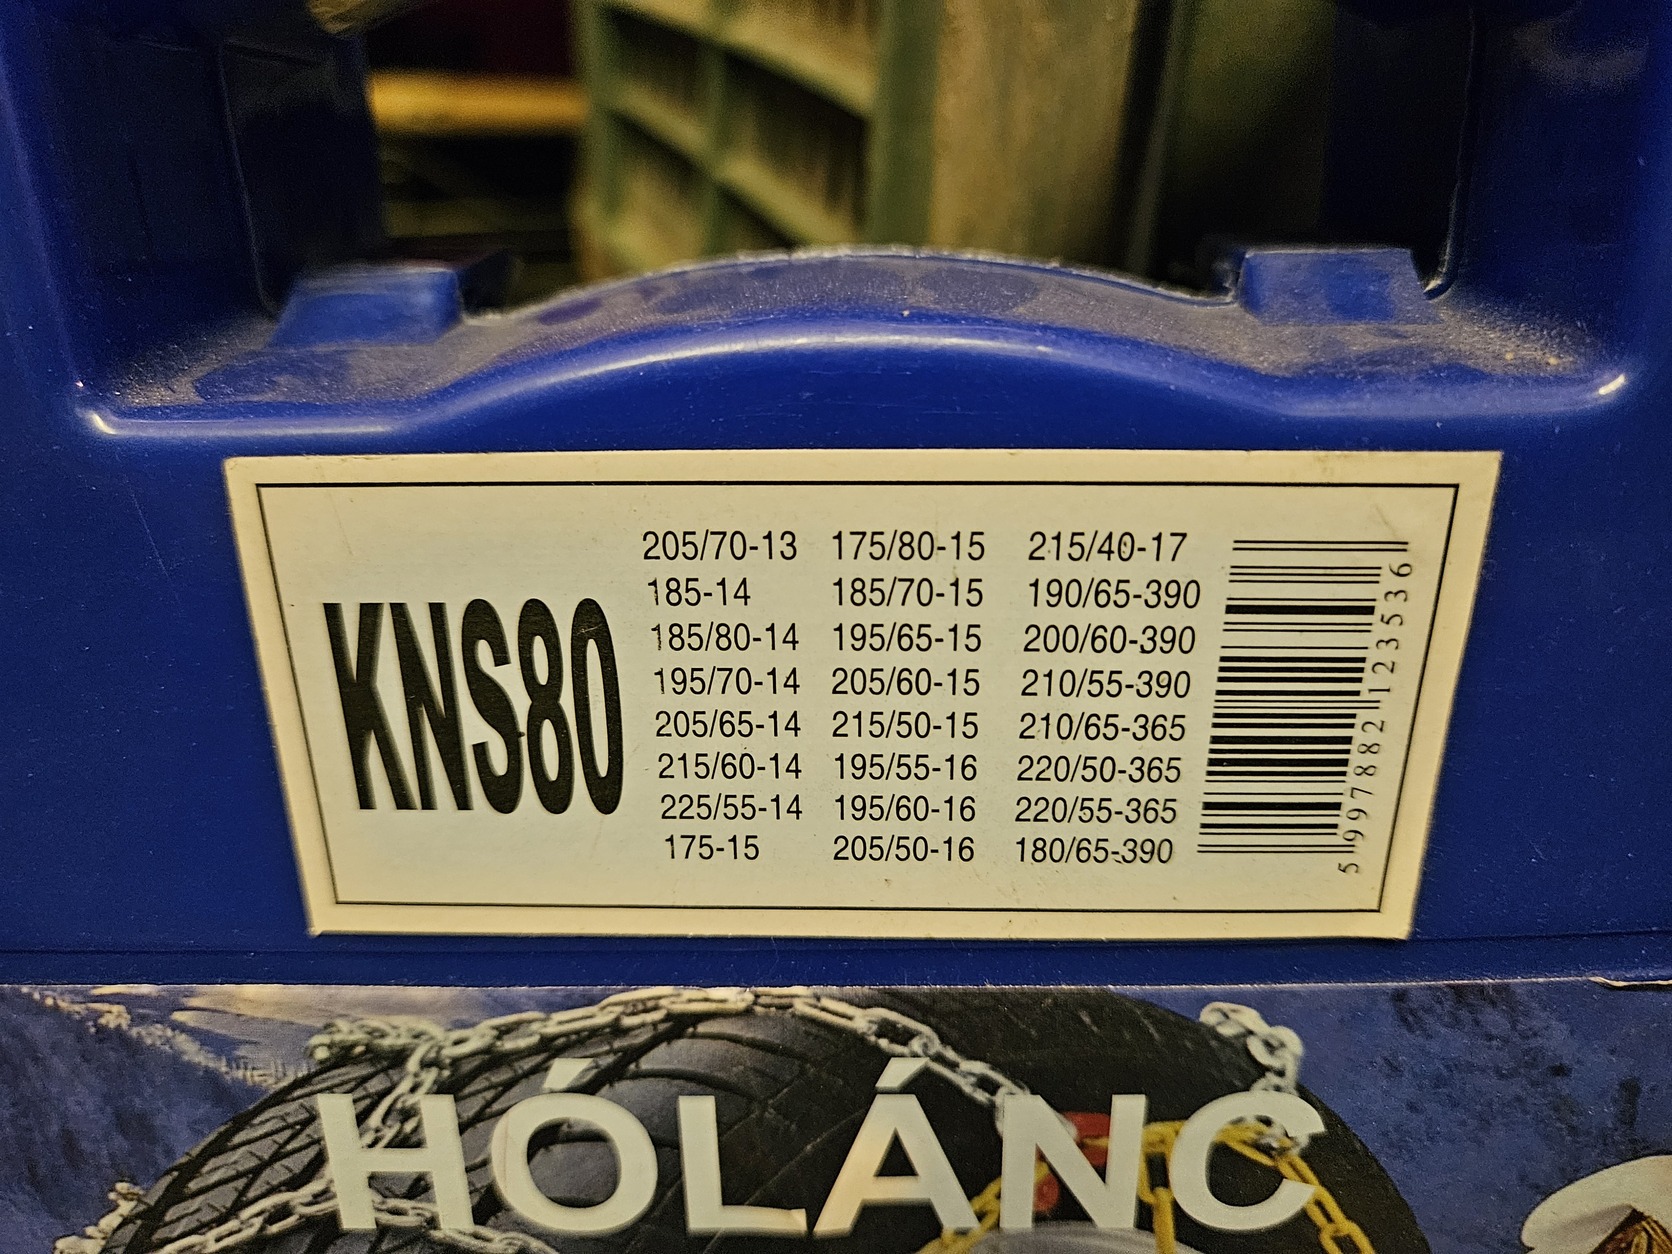 KNS80
205/70-13 175/80-15 215/40-17
185-14 185/70-15 190/65-390
185/80-14 195/65-15 200/60-390
195/70-14 205/60-15 210/55-390
205/65-14 215/50-15 210/65-365
215/60-14 195/55-16 220/50-365
225/55-14 195/60-16 220/55-365
175-15 205/50-16 180/65-390
5 997882 123536
HÓLÁNC